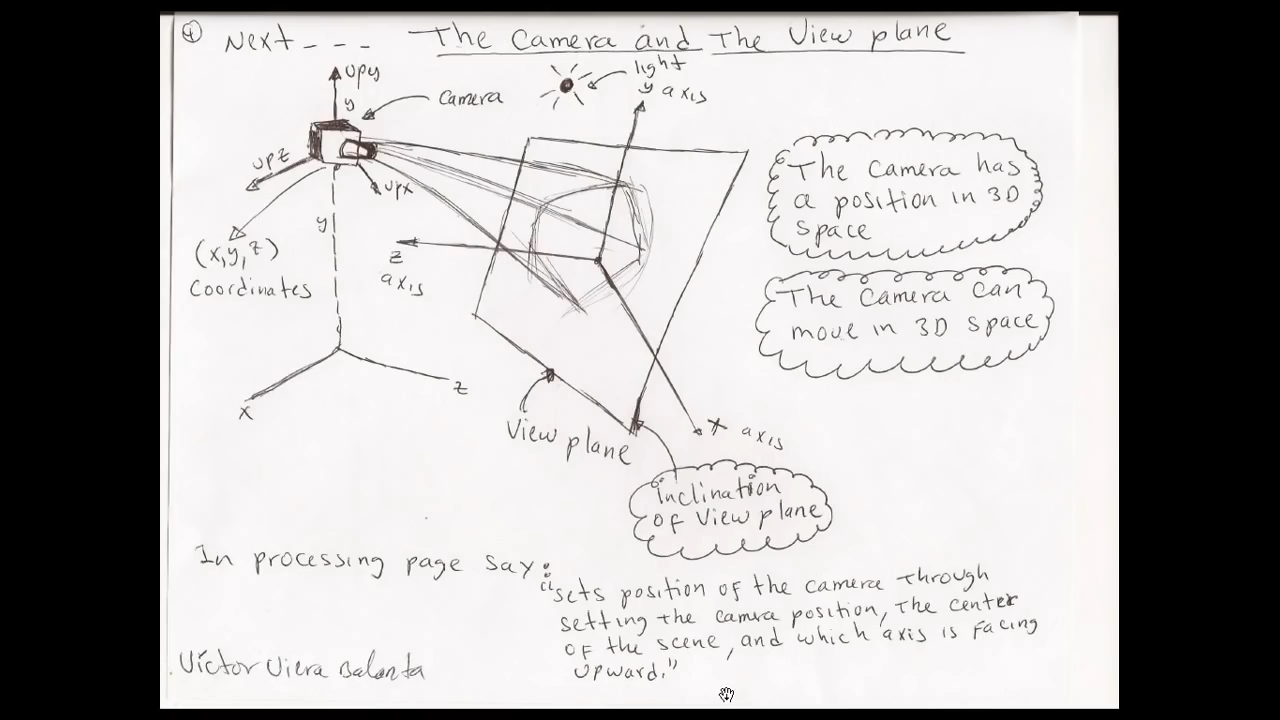 4 Next - - - The Camera and The View plane
light
upy
y
Camera
y axis
upz
upx
y
(x,y,z)
coordinates
z
axis
The Camera has
a position in 3D
space
The Camera can
move in 3D space
x
z
View plane
x axis
inclination
of View plane
In processing page say:
"sets position of the camera through
setting the camera position, The center
of the scene, and which axis is facing
upward."
Victor Viera Balanta